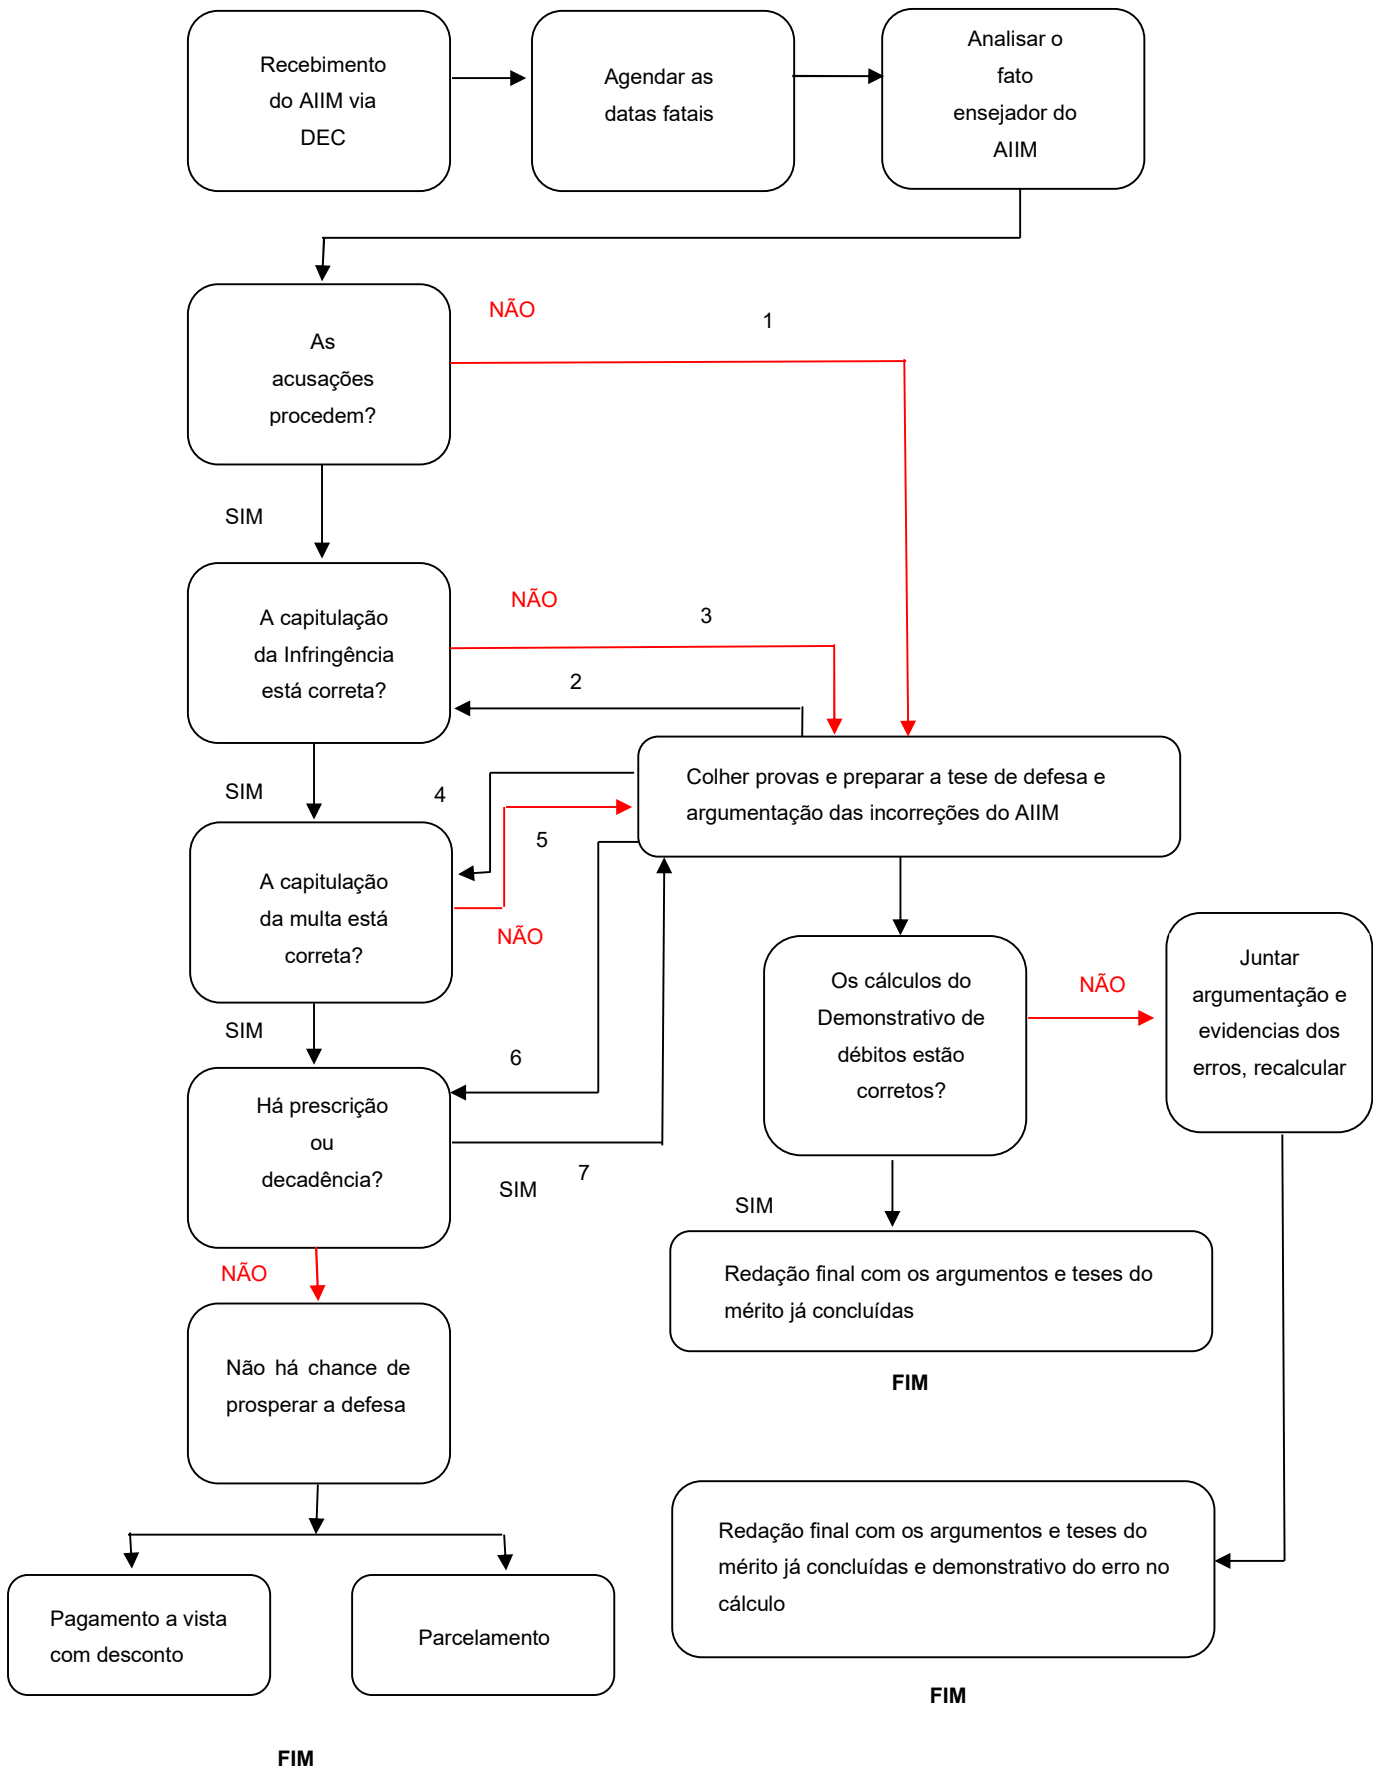 Recebimento
do AIIM via
DEC
Agendar as
datas fatais
Analisar o
fato
ensejador do
AIIM
As
acusações
procedem?
NÃO
1
SIM
A capitulação
da Infringência
está correta?
NÃO
3
2
SIM
Colher provas e preparar a tese de defesa e
argumentação das incorreções do AIIM
4
5
NÃO
A capitulação
da multa está
correta?
SIM
Os cálculos do
Demonstrativo de
débitos estão
corretos?
NÃO
Juntar
argumentação e
evidencias dos
erros, recalcular
6
Há prescrição
ou
decadência?
SIM
7
SIM
NÃO
Redação final com os argumentos e teses do
mérito já concluídas
FIM
Não há chance de
prosperar a defesa
Redação final com os argumentos e teses do
mérito já concluídas e demonstrativo do erro no
cálculo
FIM
Pagamento a vista
com desconto
Parcelamento
FIM